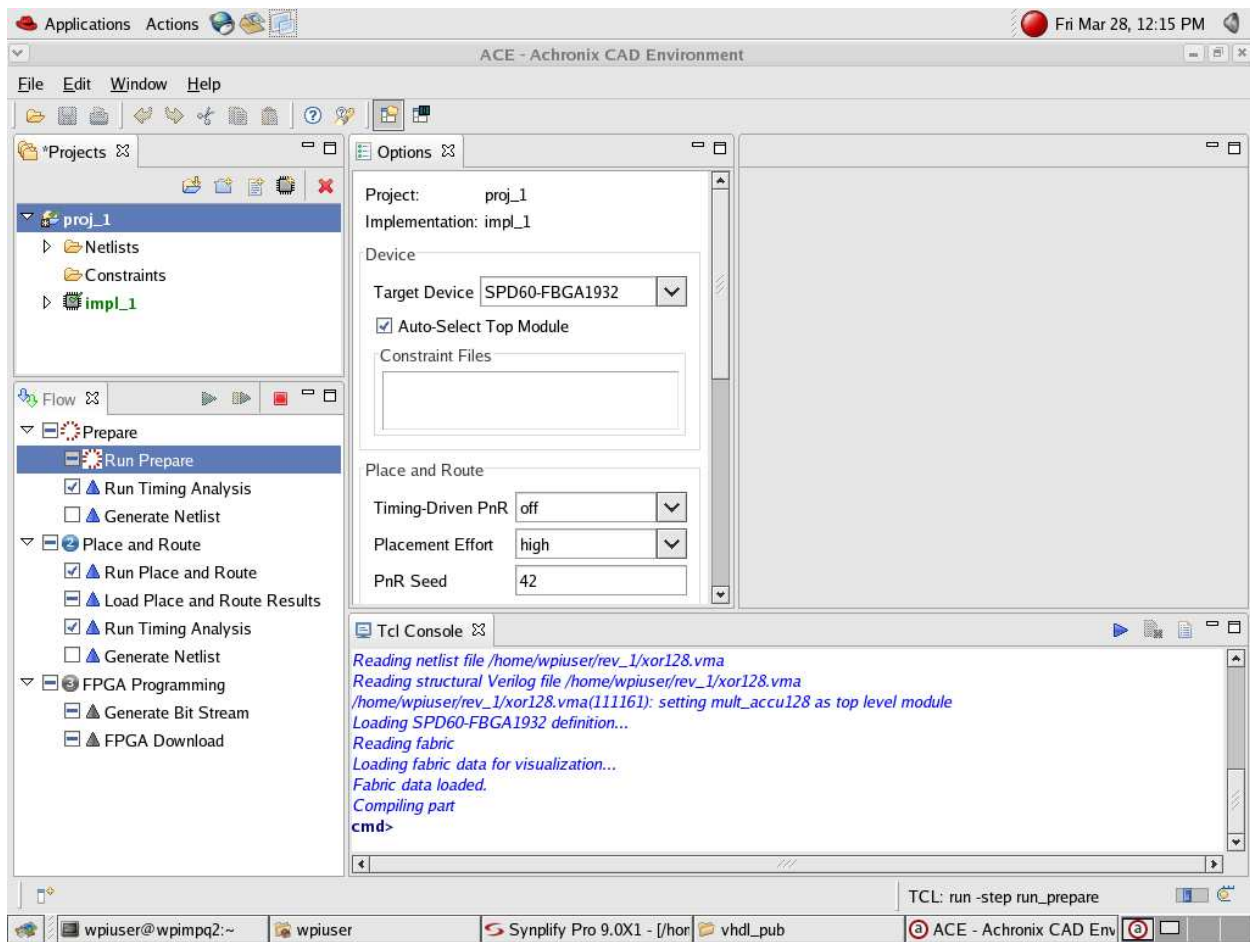 Applications Actions Fri Mar 28, 12:15 PM
ACE - Achronix CAD Environment
File Edit Window Help
*Projects
proj_1
Netlists
Constraints
impl_1
Options
Project: proj_1
Implementation: impl_1
Device
Target Device SPD60-FBGA1932
Auto-Select Top Module
Constraint Files
Place and Route
Timing-Driven PnR off
Placement Effort high
PnR Seed 42
Flow
Prepare
Run Prepare
Run Timing Analysis
Generate Netlist
2 Place and Route
Run Place and Route
Load Place and Route Results
Run Timing Analysis
Generate Netlist
3 FPGA Programming
Generate Bit Stream
FPGA Download
Tcl Console
Reading netlist file /home/wpiuser/rev_1/xor128.vma
Reading structural Verilog file /home/wpiuser/rev_1/xor128.vma
/home/wpiuser/rev_1/xor128.vma(111161): setting mult_accu128 as top level module
Loading SPD60-FBGA1932 definition...
Reading fabric
Loading fabric data for visualization...
Fabric data loaded.
Compiling part
cmd>
TCL: run -step run_prepare
wpiuser@wpimpq2:~ wpiuser Synplify Pro 9.0X1 - [/hor vhdl_pub ACE - Achronix CAD Env